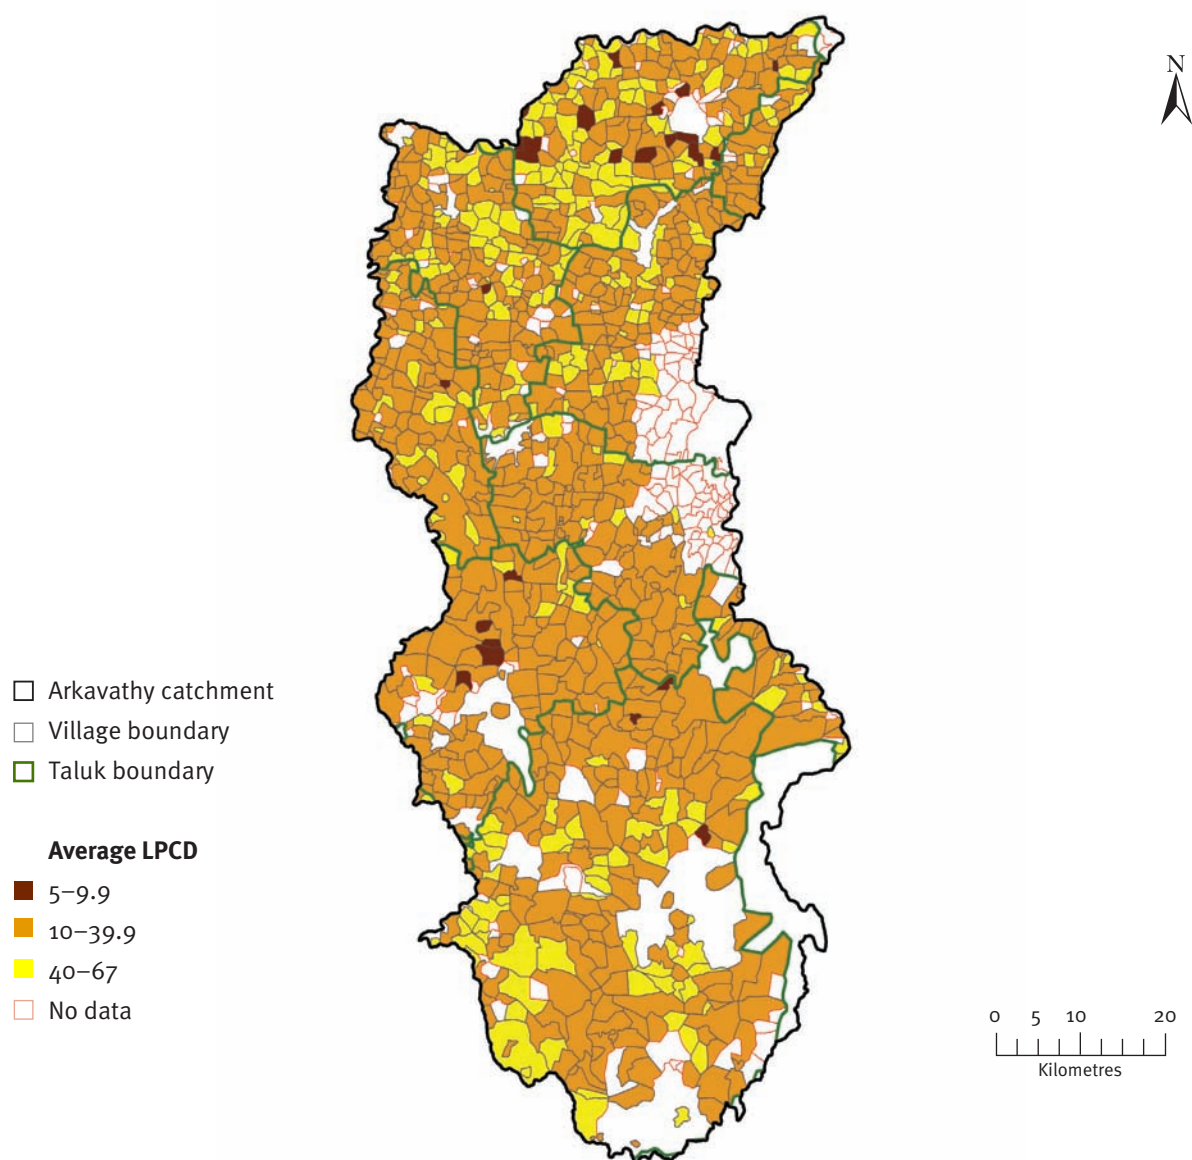 N
Arkavathy catchment
Village boundary
Taluk boundary
Average LPCD
5–9.9
10–39.9
40–67
No data
0 5 10 20
Kilometres